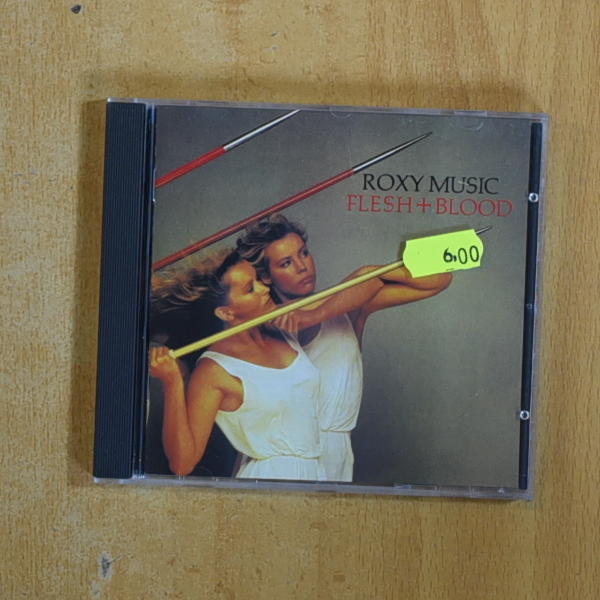 ROXY MUSIC
FLESH + BLOOD
6,00